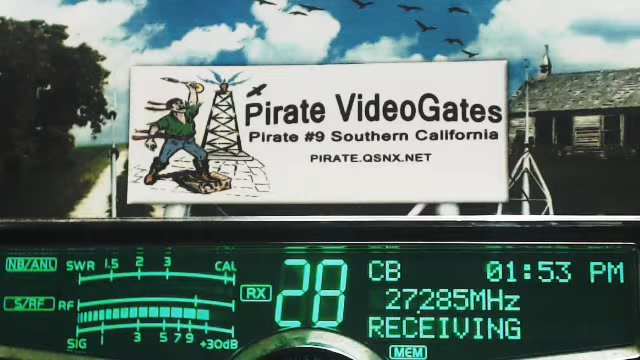 Pirate VideoGates
Pirate #9 Southern California
PIRATE.QSNX.NET
NB/ANL SWR 1.5 2 3 CAL
S/RF RF
SIG 1 3 5 7 9 +30dB
RX 28
CB 01:53 PM
27285MHz
RECEIVING
MEM